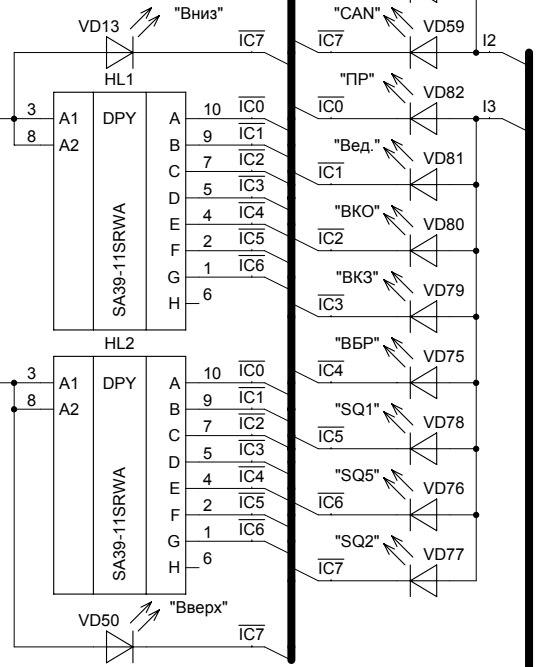 VD13 "Вниз" IC7
HL1
3 A1 DPY A 10 IC0
8 A2 B 9 IC1
C 7 IC2
D 5 IC3
E 4 IC4
F 2 IC5
G 1 IC6
H 6
SA39-11SRWA
HL2
3 A1 DPY A 10 IC0
8 A2 B 9 IC1
C 7 IC2
D 5 IC3
E 4 IC4
F 2 IC5
G 1 IC6
H 6
SA39-11SRWA
VD50 "Вверх" IC7
"CAN" VD59
IC7 I2
"ПР" VD82
IC0 I3
"Вед." VD81
IC1
"ВКО" VD80
IC2
"ВКЗ" VD79
IC3
"ВБР" VD75
IC4
"SQ1" VD78
IC5
"SQ5" VD76
IC6
"SQ2" VD77
IC7